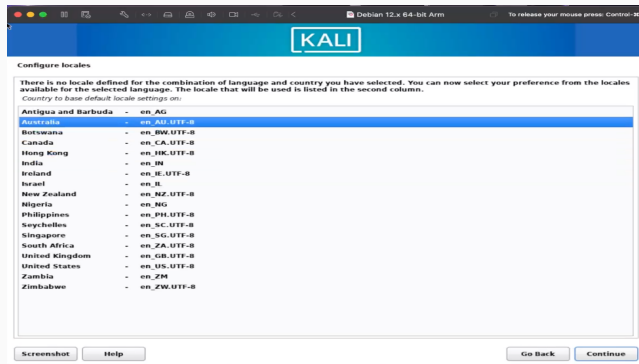 Debian 12.x 64-bit Arm
To release your mouse press: Control-⌘
KALI
Configure locales
There is no locale defined for the combination of language and country you have selected. You can now select your preference from the locales
available for the selected language. The locale that will be used is listed in the second column.
Country to base default locale settings on:
Antigua and Barbuda - en_AG
Australia - en_AU.UTF-8
Botswana - en_BW.UTF-8
Canada - en_CA.UTF-8
Hong Kong - en_HK.UTF-8
India - en_IN
Ireland - en_IE.UTF-8
Israel - en_IL
New Zealand - en_NZ.UTF-8
Nigeria - en_NG
Philippines - en_PH.UTF-8
Seychelles - en_SC.UTF-8
Singapore - en_SG.UTF-8
South Africa - en_ZA.UTF-8
United Kingdom - en_GB.UTF-8
United States - en_US.UTF-8
Zambia - en_ZM
Zimbabwe - en_ZW.UTF-8
Screenshot Help Go Back Continue